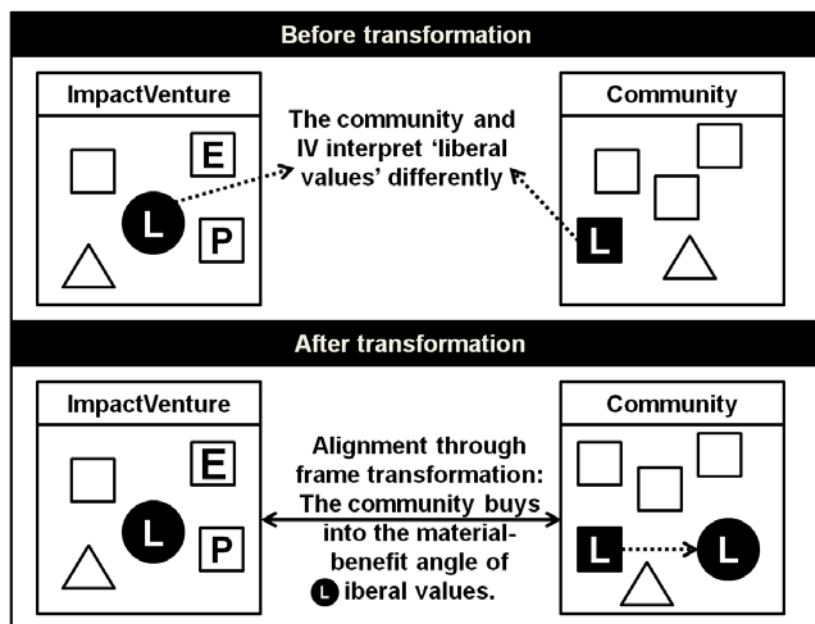 Before transformation
ImpactVenture
E
L
P
The community and
IV interpret ‘liberal
values’ differently
Community
L
After transformation
ImpactVenture
E
L
P
Alignment through
frame transformation:
The community buys
into the material-
benefit angle of
L iberal values.
Community
L
L